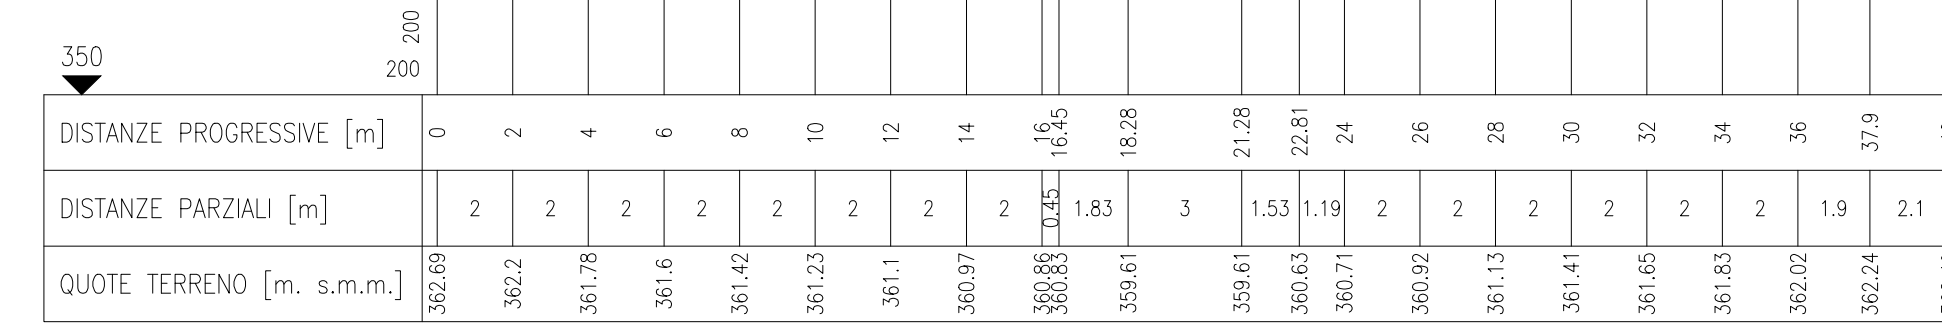 200
350
200
DISTANZE PROGRESSIVE [m] 0 2 4 6 8 10 12 14 16 16.45 18.28 21.28 22.81 24 26 28 30 32 34 36 37.9
DISTANZE PARZIALI [m] 2 2 2 2 2 2 2 2 0.45 1.83 3 1.53 1.19 2 2 2 2 2 2 1.9 2.1
QUOTE TERRENO [m. s.m.m.] 362.69 362.2 361.78 361.6 361.42 361.23 361.1 360.97 360.86 360.83 359.61 359.61 360.63 360.71 360.92 361.13 361.41 361.65 361.83 362.02 362.24